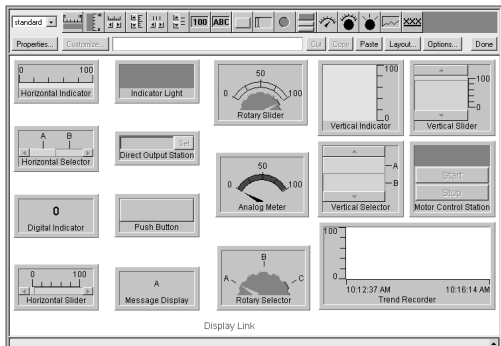 standard 100 ABC XXX
Properties... Customize... Cut Copy Paste Layout... Options... Done
0 100
Horizontal Indicator
Indicator Light
0 50 100
Rotary Slider
100
0
Vertical Indicator
100
0
Vertical Slider
A B
Horizontal Selector
Set
Direct Output Station
0 50 100
Analog Meter
A
B
Vertical Selector
Start
Stop
Motor Control Station
0
Digital Indicator
Push Button
0 100
Horizontal Slider
A
Message Display
A B C
Rotary Selector
100
0
10:12:37 AM 10:16:14 AM
Trend Recorder
Display Link